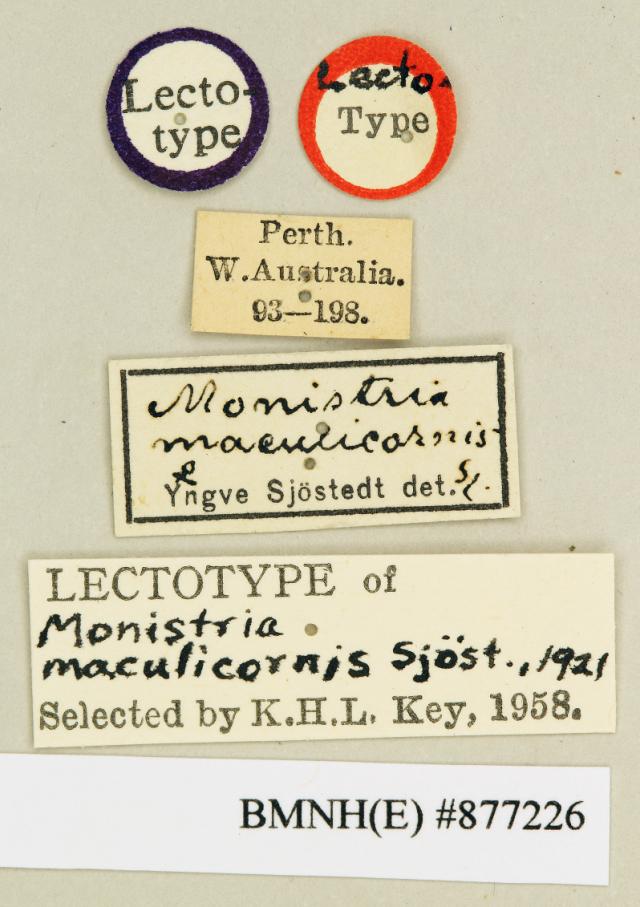 Lecto-
type
Lecto-
Type
Perth.
W.Australia.
93—198.
Monistria
maculicornis
Yngve Sjöstedt det.
LECTOTYPE of
Monistria
maculicornis Sjöst., 1921
Selected by K.H.L. Key, 1958.
BMNH(E) #877226